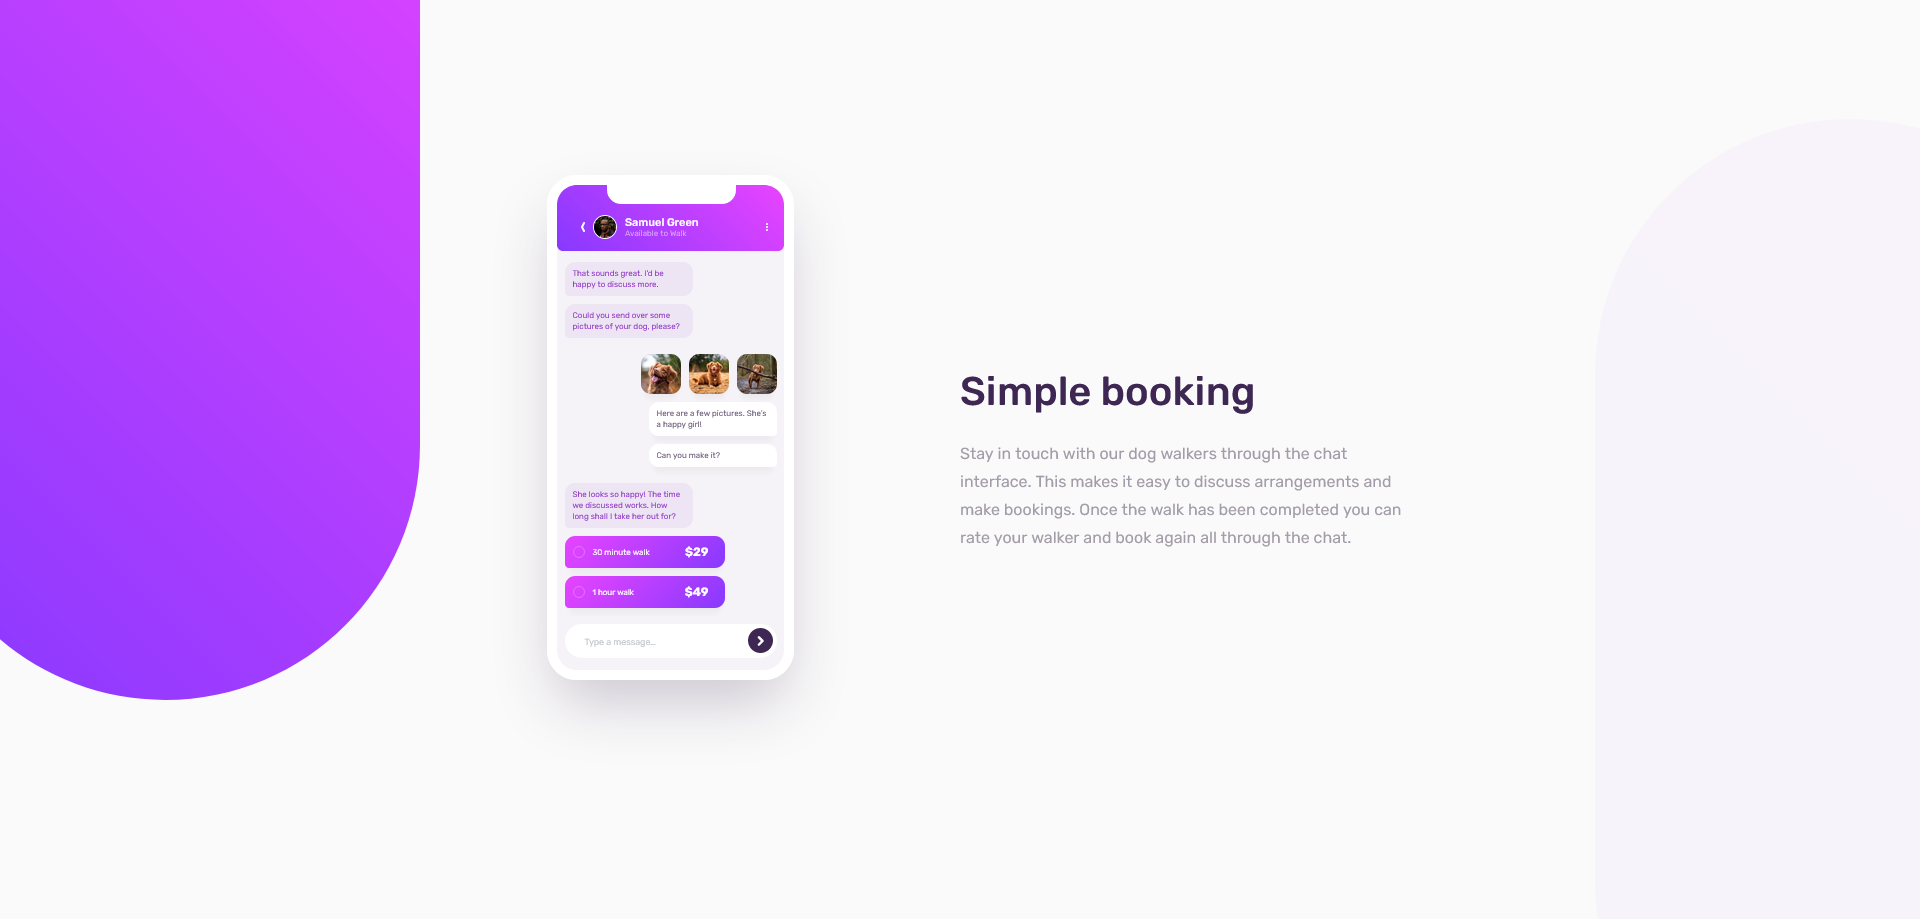 Samuel Green
Available to Walk
That sounds great. I'd be
happy to discuss more.
Could you send over some
pictures of your dog, please?
Here are a few pictures. She's
a happy girl!
Can you make it?
She looks so happy! The time
we discussed works. How
long shall I take her out for?
30 minute walk $29
1 hour walk $49
Type a message...
Simple booking
Stay in touch with our dog walkers through the chat
interface. This makes it easy to discuss arrangements and
make bookings. Once the walk has been completed you can
rate your walker and book again all through the chat.